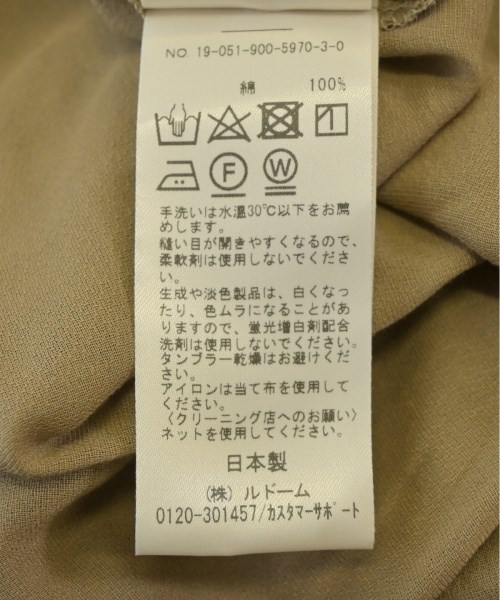 NO. 19-051-900-5970-3-0
綿 100%
F W
手洗いは水温30℃以下をお薦
めします。
縫い目が開きやすくなるので、
柔軟剤は使用しないでくださ
い。
生成や淡色製品は、白くなっ
たり、色ムラになることがあ
りますので、蛍光増白剤配合
洗剤は使用しないでください。
タンブラー乾燥はお避けくだ
さい。
アイロンは当て布を使用して
ください。
〈クリーニング店へのお願い〉
ネットを使用してください。
日本製
(株) ルドーム
0120-301457/ｶｽﾀﾏｰｻﾎﾟｰﾄ